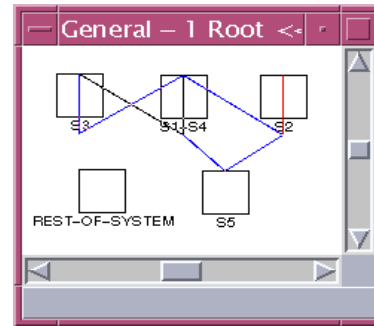 General – 1 Root <<
S3 S1-S4 S2
REST-OF-SYSTEM S5